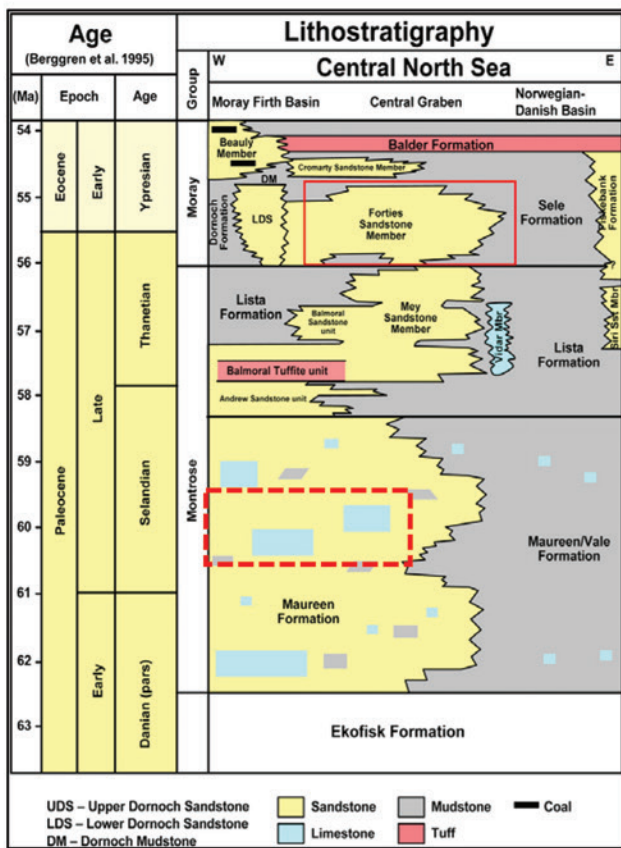 Age
(Berggren et al. 1995)
Lithostratigraphy
Central North Sea
W
E
(Ma)
Epoch
Age
Group
Moray Firth Basin
Central Graben
Norwegian-
Danish Basin
54
55
56
57
58
59
60
61
62
63
Eocene
Early
Ypresian
Paleocene
Late
Thanetian
Selandian
Early
Danian (pars)
Moray
Montrose
Beauly
Member
Balder Formation
Cromarty Sandstone Member
DM
Dornoch
Formation
LDS
Forties
Sandstone
Member
Sele
Formation
Formation
?
Lista
Formation
Balmoral
Sandstone
unit
Mey
Sandstone
Member
Vidar Mbr
Siri Sst Mbr
Lista
Formation
Balmoral Tuffite unit
Andrew Sandstone unit
Maureen/Vale
Formation
Maureen
Formation
Ekofisk Formation
UDS – Upper Dornoch Sandstone
LDS – Lower Dornoch Sandstone
DM – Dornoch Mudstone
Sandstone
Mudstone
Coal
Limestone
Tuff